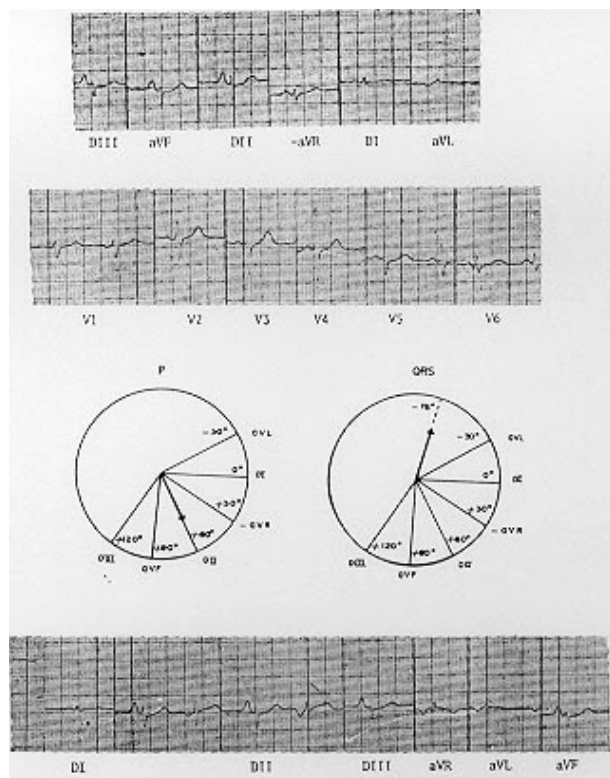 DIII aVF DII -aVR DI aVL
V1 V2 V3 V4 V5 V6
P QRS
-30° aVL
0° DI
+30° -aVR
+60° DII
+90° aVF
+120° DIII
-75°
-30° aVL
0° DI
+30° -aVR
+60° DII
+90° aVF
+120° DIII
DI DII DIII aVR aVL aVF